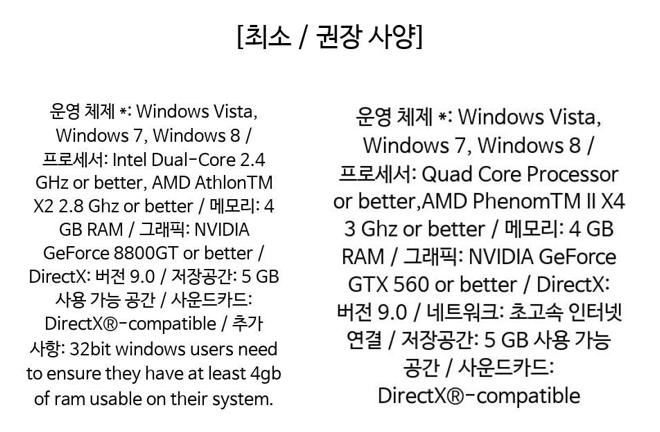 [최소 / 권장 사양]
운영 체제 *: Windows Vista,
Windows 7, Windows 8 /
프로세서: Intel Dual-Core 2.4
GHz or better, AMD AthlonTM
X2 2.8 Ghz or better / 메모리: 4
GB RAM / 그래픽: NVIDIA
GeForce 8800GT or better /
DirectX: 버전 9.0 / 저장공간: 5 GB
사용 가능 공간 / 사운드카드:
DirectX®-compatible / 추가
사항: 32bit windows users need
to ensure they have at least 4gb
of ram usable on their system.
운영 체제 *: Windows Vista,
Windows 7, Windows 8 /
프로세서: Quad Core Processor
or better,AMD PhenomTM II X4
3 Ghz or better / 메모리: 4 GB
RAM / 그래픽: NVIDIA GeForce
GTX 560 or better / DirectX:
버전 9.0 / 네트워크: 초고속 인터넷
연결 / 저장공간: 5 GB 사용 가능
공간 / 사운드카드:
DirectX®-compatible